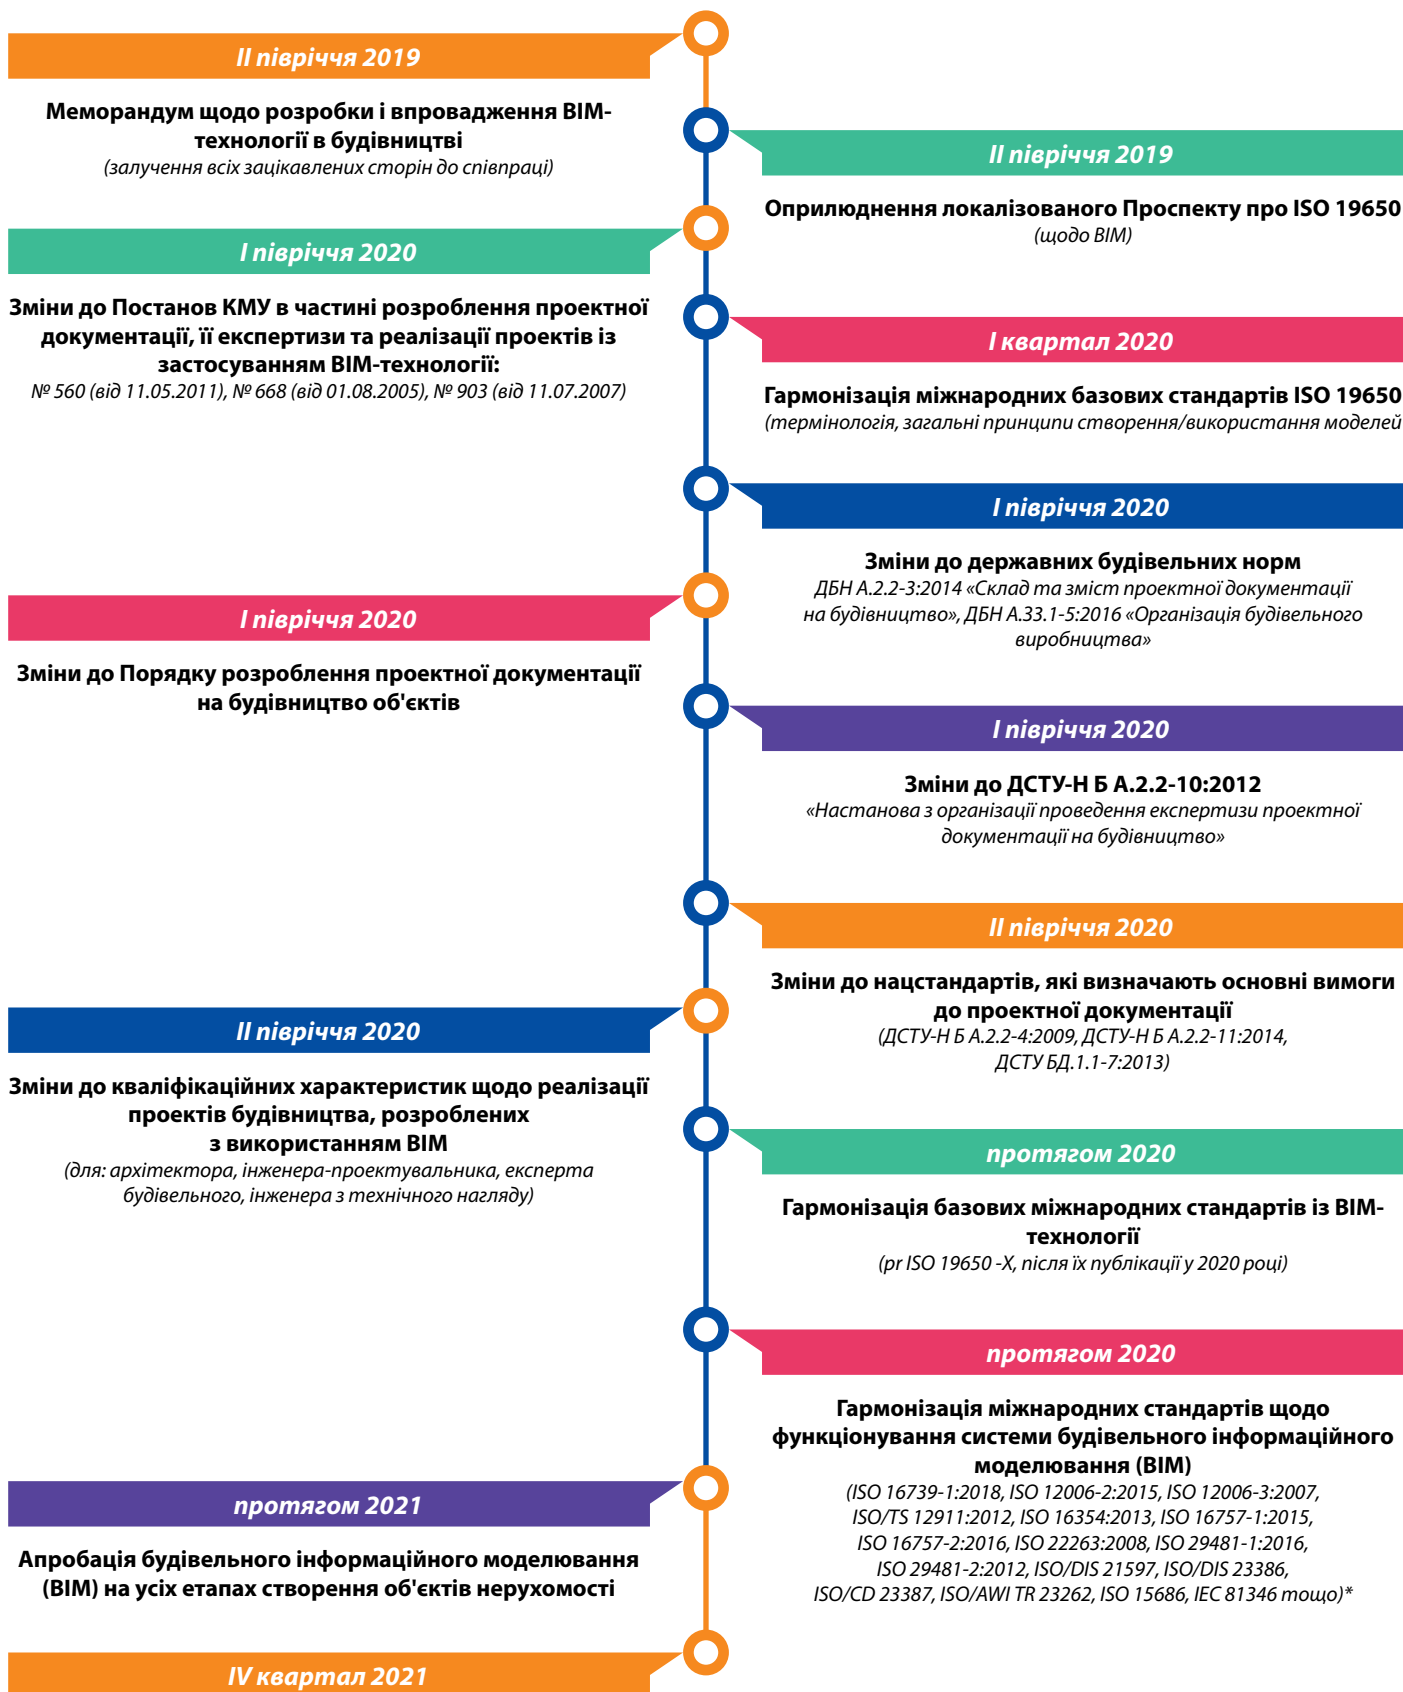 II півріччя 2019
Меморандум щодо розробки і впровадження BIM-
технології в будівництві
(залучення всіх зацікавлених сторін до співпраці)
II півріччя 2019
Оприлюднення локалізованого Проспекту про ISO 19650
(щодо BIM)
I півріччя 2020
Зміни до Постанов КМУ в частині розроблення проектної
документації, її експертизи та реалізації проектів із
застосуванням BIM-технології:
№ 560 (від 11.05.2011), № 668 (від 01.08.2005), № 903 (від 11.07.2007)
I квартал 2020
Гармонізація міжнародних базових стандартів ISO 19650
(термінологія, загальні принципи створення/використання моделей
I півріччя 2020
Зміни до державних будівельних норм
ДБН А.2.2-3:2014 «Склад та зміст проектної документації
на будівництво», ДБН А.33.1-5:2016 «Організація будівельного
виробництва»
I півріччя 2020
Зміни до Порядку розроблення проектної документації
на будівництво об'єктів
I півріччя 2020
Зміни до ДСТУ-Н Б А.2.2-10:2012
«Настанова з організації проведення експертизи проектної
документації на будівництво»
II півріччя 2020
Зміни до нацстандартів, які визначають основні вимоги
до проектної документації
(ДСТУ-Н Б А.2.2-4:2009, ДСТУ-Н Б А.2.2-11:2014,
ДСТУ БД.1.1-7:2013)
II півріччя 2020
Зміни до кваліфікаційних характеристик щодо реалізації
проектів будівництва, розроблених
з використанням BIM
(для: архітектора, інженера-проектувальника, експерта
будівельного, інженера з технічного нагляду)
протягом 2020
Гармонізація базових міжнародних стандартів із BIM-
технології
(pr ISO 19650 -X, після їх публікації у 2020 році)
протягом 2020
Гармонізація міжнародних стандартів щодо
функціонування системи будівельного інформаційного
моделювання (BIM)
(ISO 16739-1:2018, ISO 12006-2:2015, ISO 12006-3:2007,
ISO/TS 12911:2012, ISO 16354:2013, ISO 16757-1:2015,
ISO 16757-2:2016, ISO 22263:2008, ISO 29481-1:2016,
ISO 29481-2:2012, ISO/DIS 21597, ISO/DIS 23386,
ISO/CD 23387, ISO/AWI TR 23262, ISO 15686, IEC 81346 тощо)*
протягом 2021
Апробація будівельного інформаційного моделювання
(BIM) на усіх етапах створення об'єктів нерухомості
IV квартал 2021